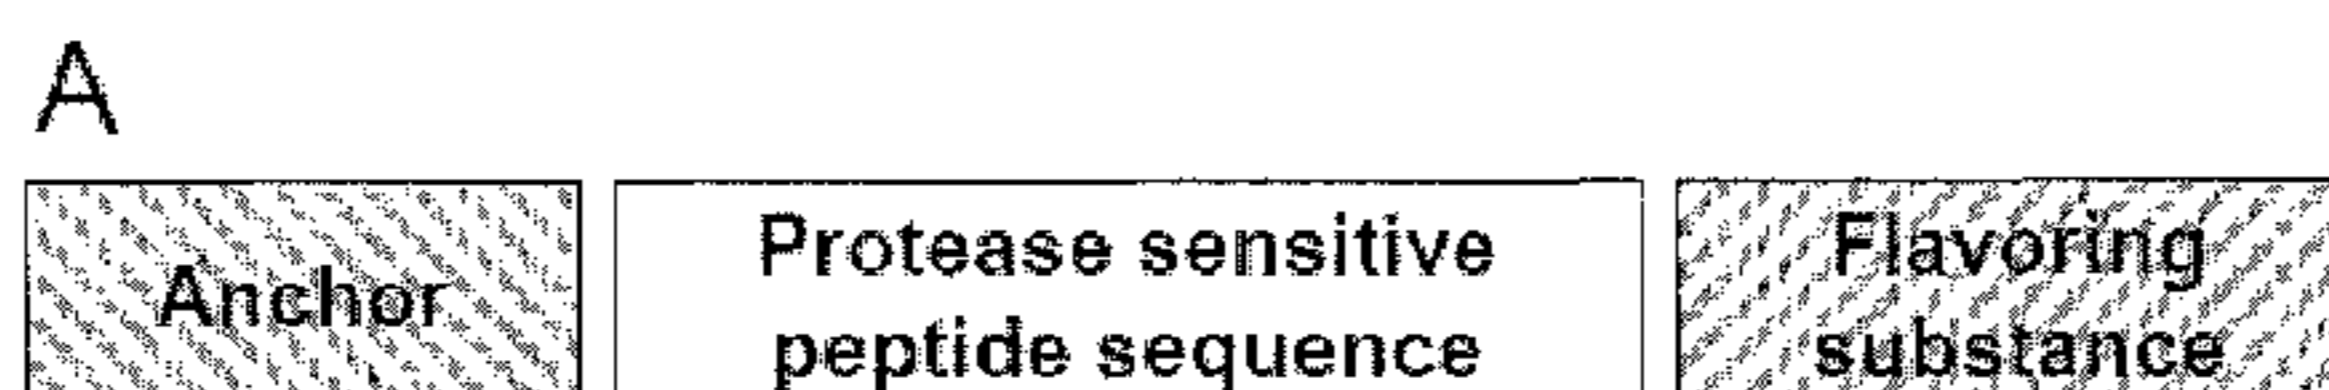 A
Anchor
Protease sensitive
peptide sequence
Flavoring
substance